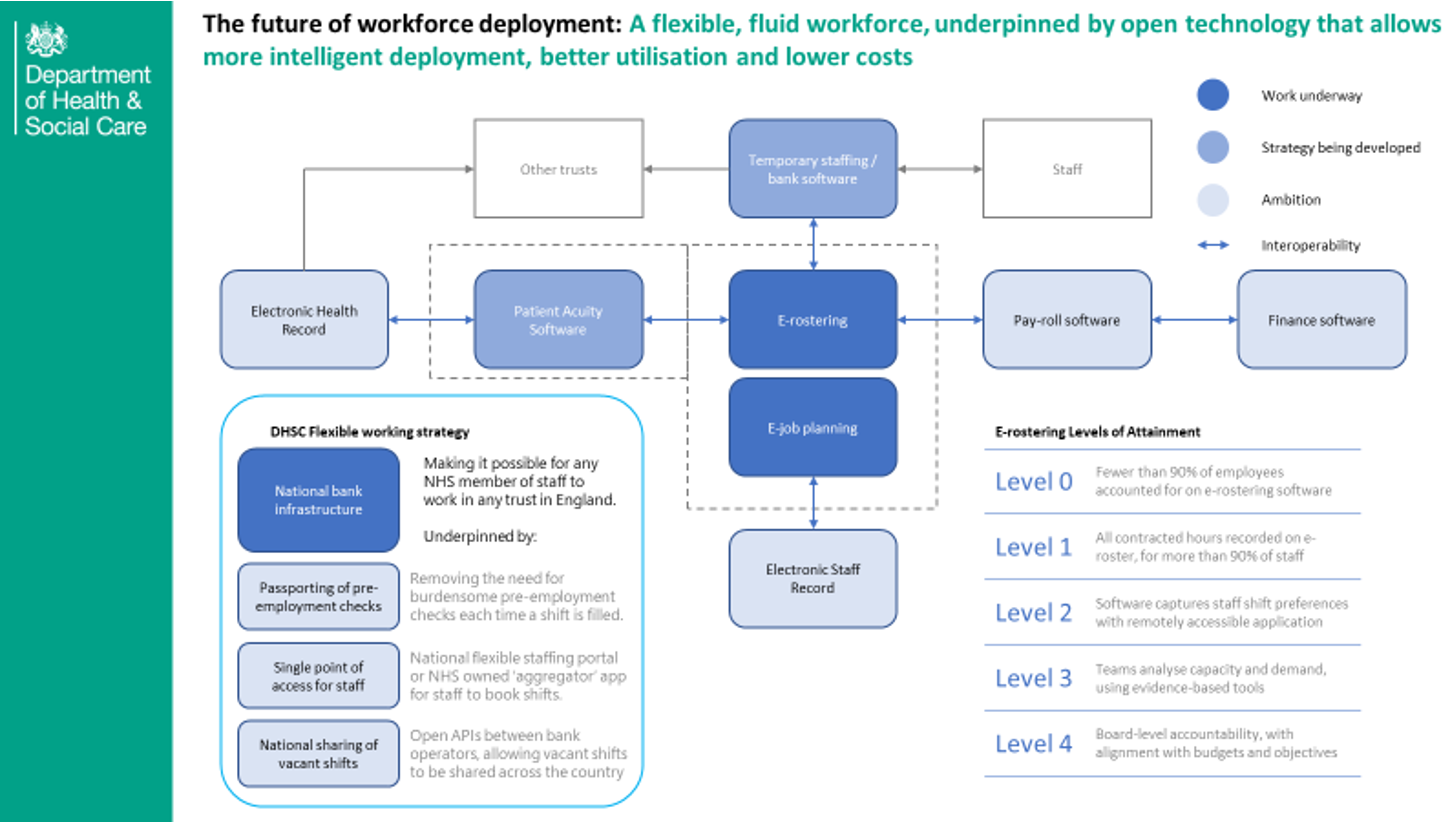 Department
of Health &
Social Care
The future of workforce deployment: A flexible, fluid workforce, underpinned by open technology that allows
more intelligent deployment, better utilisation and lower costs
Work underway
Strategy being developed
Ambition
Interoperability
Other trusts
Temporary staffing /
bank software
Staff
Electronic Health
Record
Patient Acuity
Software
E-rostering
Pay-roll software
Finance software
E-job planning
Electronic Staff
Record
DHSC Flexible working strategy
National bank
infrastructure
Making it possible for any
NHS member of staff to
work in any trust in England.
Underpinned by:
Passporting of pre-
employment checks
Removing the need for
burdensome pre-employment
checks each time a shift is filled.
Single point of
access for staff
National flexible staffing portal
or NHS owned 'aggregator' app
for staff to book shifts.
National sharing of
vacant shifts
Open APIs between bank
operators, allowing vacant shifts
to be shared across the country
E-rostering Levels of Attainment
Level 0
Fewer than 90% of employees
accounted for on e-rostering software
Level 1
All contracted hours recorded on e-
roster, for more than 90% of staff
Level 2
Software captures staff shift preferences
with remotely accessible application
Level 3
Teams analyse capacity and demand,
using evidence-based tools
Level 4
Board-level accountability, with
alignment with budgets and objectives